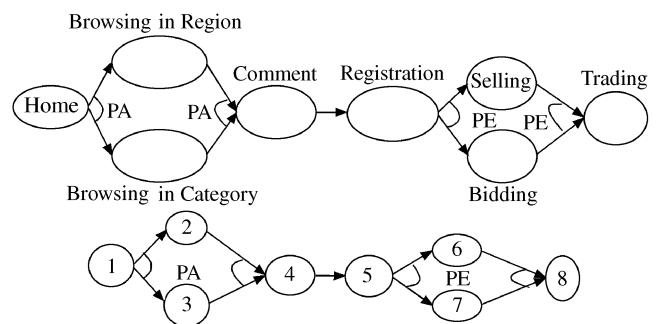 Browsing in Region
Comment
Registration
Selling
Trading
Home
PA
PA
PE
PE
Browsing in Category
Bidding
1
2
3
PA
4
5
6
7
PE
8